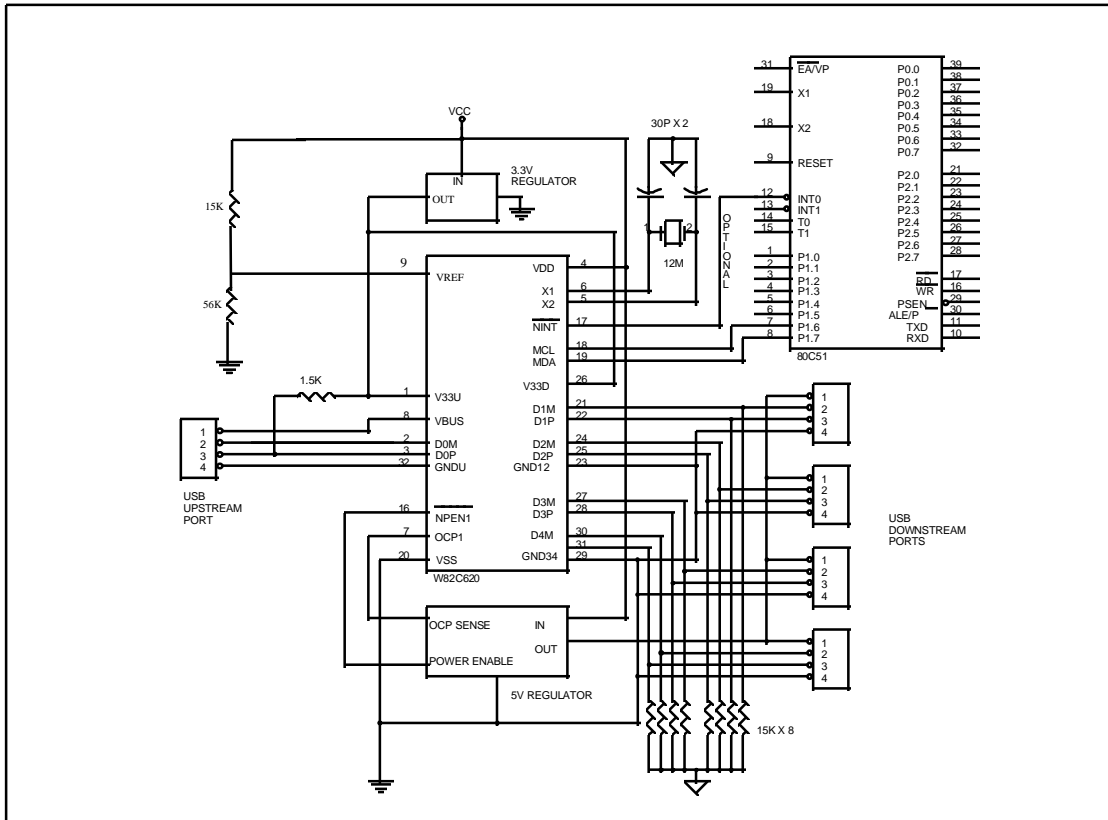 VCC
15K
56K
IN
OUT
3.3V
REGULATOR
30P X 2
1
2
12M
OPTIONAL
31
EA/VP
19
X1
18
X2
9
RESET
12
INT0
13
INT1
14
T0
15
T1
1
P1.0
2
P1.1
3
P1.2
4
P1.3
5
P1.4
6
P1.5
7
P1.6
8
P1.7
P0.0
39
P0.1
38
P0.2
37
P0.3
36
P0.4
35
P0.5
34
P0.6
33
P0.7
32
P2.0
21
P2.1
22
P2.2
23
P2.3
24
P2.4
25
P2.5
26
P2.6
27
P2.7
28
RD
17
WR
16
PSEN
29
ALE/P
30
TXD
11
RXD
10
80C51
9
VREF
VDD
4
X1
6
X2
5
NINT
17
MCL
18
MDA
19
V33D
26
1.5K
1
V33U
8
VBUS
2
D0M
3
D0P
32
GNDU
D1M
21
D1P
22
D2M
24
D2P
25
GND12
23
D3M
27
D3P
28
D4M
30
31
GND34
29
16
NPEN1
7
OCP1
20
VSS
W82C620
1
2
3
4
USB
UPSTREAM
PORT
OCP SENSE
IN
OUT
POWER ENABLE
5V REGULATOR
1
2
3
4
1
2
3
4
USB
DOWNSTREAM
PORTS
1
2
3
4
1
2
3
4
15K X 8